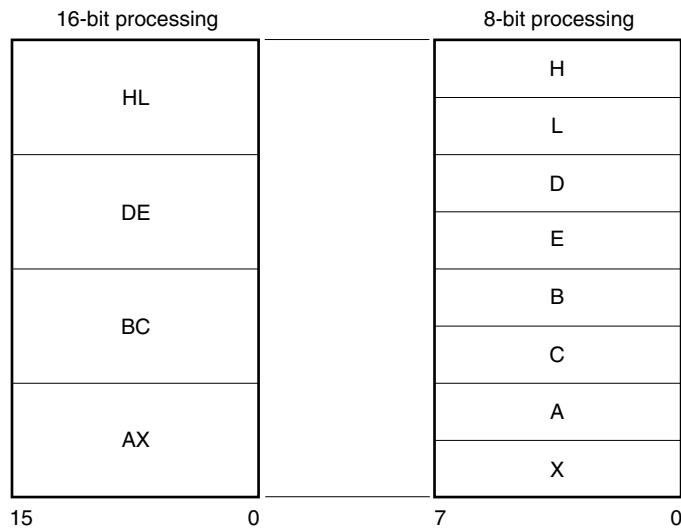 16-bit processing
8-bit processing
HL
DE
BC
AX
H
L
D
E
B
C
A
X
15 0
7 0